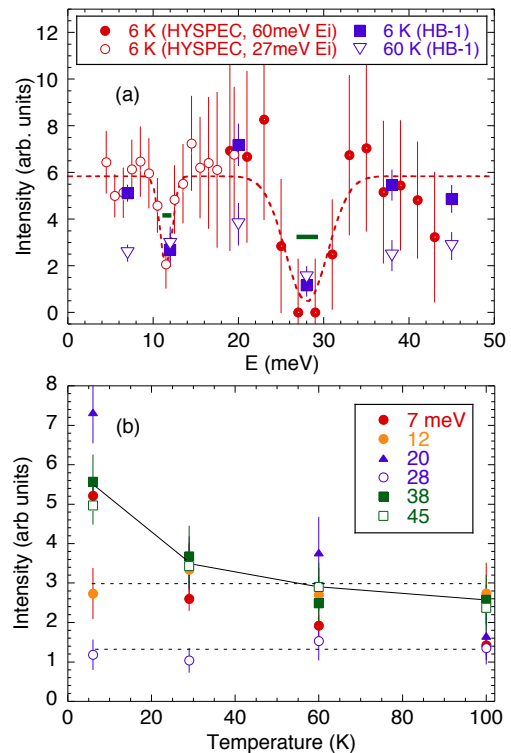 6 K (HYSPEC, 60meV Ei) 6 K (HB-1)
6 K (HYSPEC, 27meV Ei) 60 K (HB-1)
(a)
12
10
8
6
4
2
0
Intensity (arb. units)
0 10 20 30 40 50
E (meV)
(b)
7 meV
12
20
28
38
45
8
7
6
5
4
3
2
1
0
Intensity (arb units)
0 20 40 60 80 100
Temperature (K)